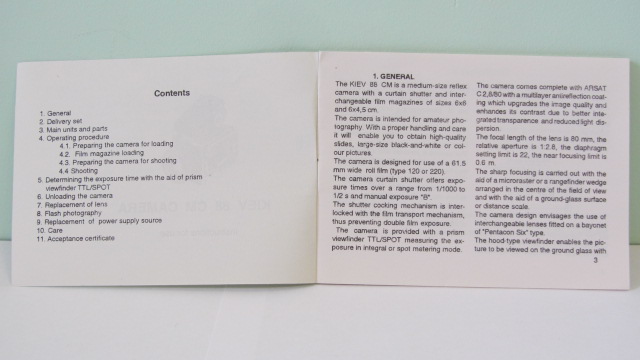 Contents
1. General
2. Delivery set
3. Main units and parts
4. Operating procedure
4.1. Preparing the camera for loading
4.2. Film magazine loading
4.3. Preparing the camera for shooting
4.4 Shooting
5. Determining the exposure time with the aid of prism
viewfinder TTL/SPOT
6. Unloading the camera
7. Replacement of lens
8. Flash photography
9. Replacement of power supply source
10. Care
11. Acceptance certificate
1. GENERAL
The KIEV 88 CM is a medium-size reflex
camera with a curtain shutter and inter-
changeable film magazines of sizes 6x6
and 6x4,5 cm
The camera is intended for amateur pho-
tography. With a proper handling and care
it will enable you to obtain high-quality
slides, large-size black-and-white or col-
our pictures.
The camera is designed for use of a 61.5
mm wide roll film (type 120 or 220).
The camera curtain shutter offers expo-
sure times over a range from 1/1000 to
1/2 s and manual exposure "B".
The shutter cocking mechanism is inter-
locked with the film transport mechanism,
thus preventing double film exposure.
The camera is provided with a prism
viewfinder TTL/SPOT measuring the ex-
posure in integral or spot metering mode.
The camera comes complete with ARSAT
C 2,8/80 with a multilayer antireflection coat-
ing which upgrades the image quality and
enhances its contrast due to better inte-
grated transparence and reduced light dis-
persion.
The focal length of the lens is 80 mm, the
relative aperture is 1:2.8, the diaphragm
setting limit is 22, the near focusing limit is
0.6 m.
The sharp focusing is carried out with the
aid of a microraster or a rangefinder wedge
arranged in the centre of the field of view
and with the aid of a ground-glass surface
or distance scale.
The camera design envisages the use of
interchangeable lenses fitted on a bayonet
of "Pentacon Six" type.
The hood-type viewfinder enables the pic-
ture to be viewed on the ground glass with
3